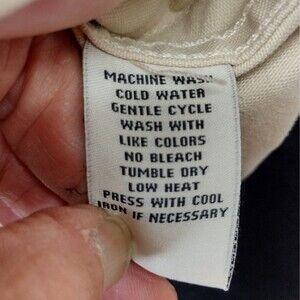 MACHINE WASH
COLD WATER
GENTLE CYCLE
WASH WITH
LIKE COLORS
NO BLEACH
TUMBLE DRY
LOW HEAT
PRESS WITH COOL
IRON IF NECESSARY